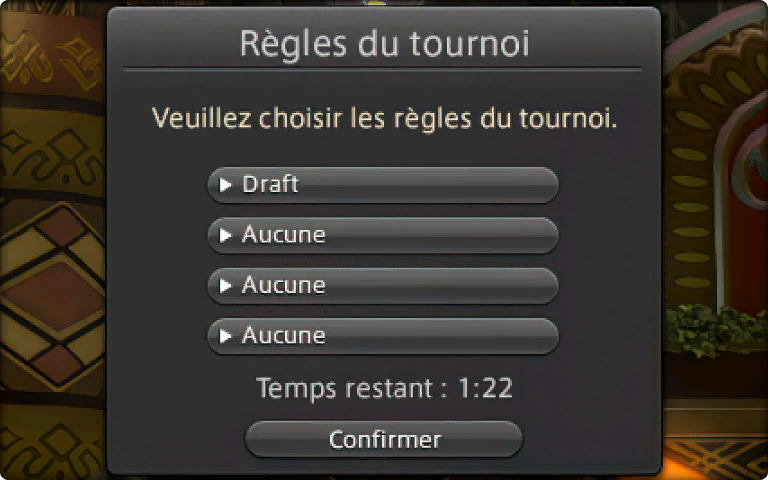 Règles du tournoi
Veuillez choisir les règles du tournoi.
Draft
Aucune
Aucune
Aucune
Temps restant : 1:22
Confirmer